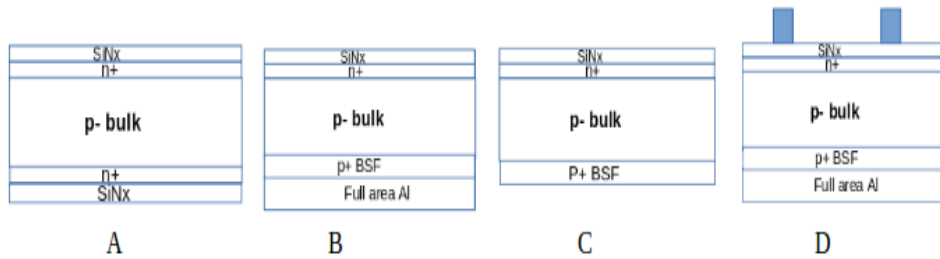 SiNx
n+
p- bulk
n+
SiNx
A
SiNx
n+
p- bulk
p+ BSF
Full area Al
B
SiNx
n+
p- bulk
P+ BSF
C
SiNx
n+
p- bulk
p+ BSF
Full area Al
D